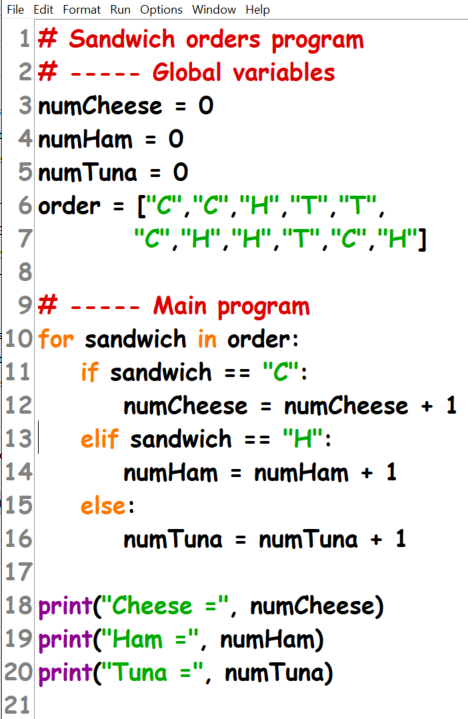 File Edit Format Run Options Window Help
1 # Sandwich orders program
2 # ----- Global variables
3 numCheese = 0
4 numHam = 0
5 numTuna = 0
6 order = ["C","C","H","T","T",
7          "C","H","H","T","C","H"]
8
9 # ----- Main program
10 for sandwich in order:
11     if sandwich == "C":
12         numCheese = numCheese + 1
13     elif sandwich == "H":
14         numHam = numHam + 1
15     else:
16         numTuna = numTuna + 1
17
18 print("Cheese =", numCheese)
19 print("Ham =", numHam)
20 print("Tuna =", numTuna)
21